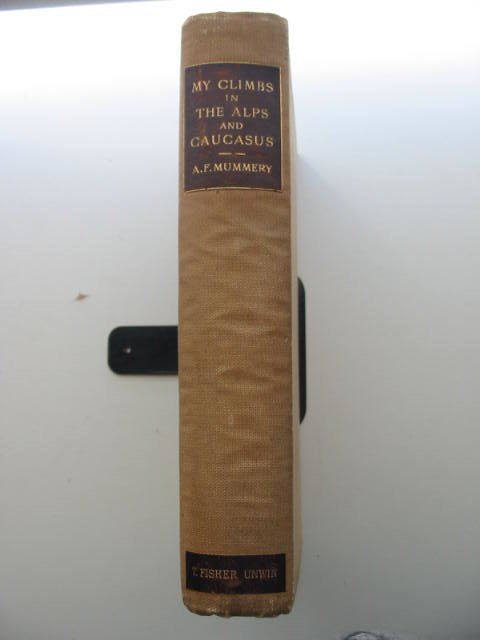 MY CLIMBS
IN
THE ALPS
AND
CAUCASUS
A.F. MUMMERY
T. FISHER UNWIN